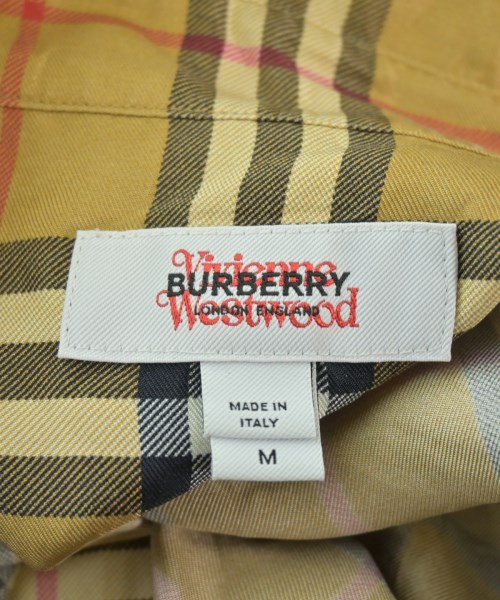 Vivienne
BURBERRY
LONDON ENGLAND
Westwood
MADE IN
ITALY
M